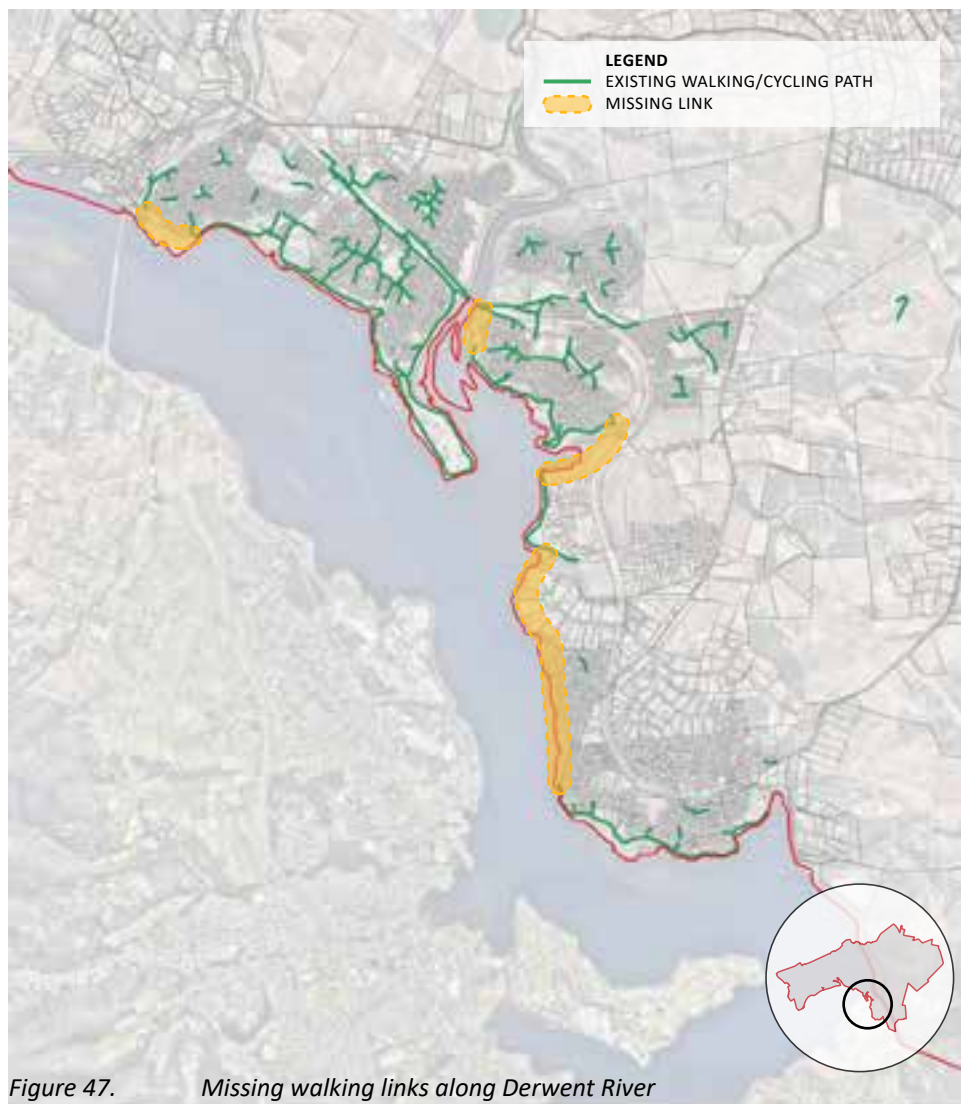 LEGEND
EXISTING WALKING/CYCLING PATH
MISSING LINK
Figure 47. Missing walking links along Derwent River